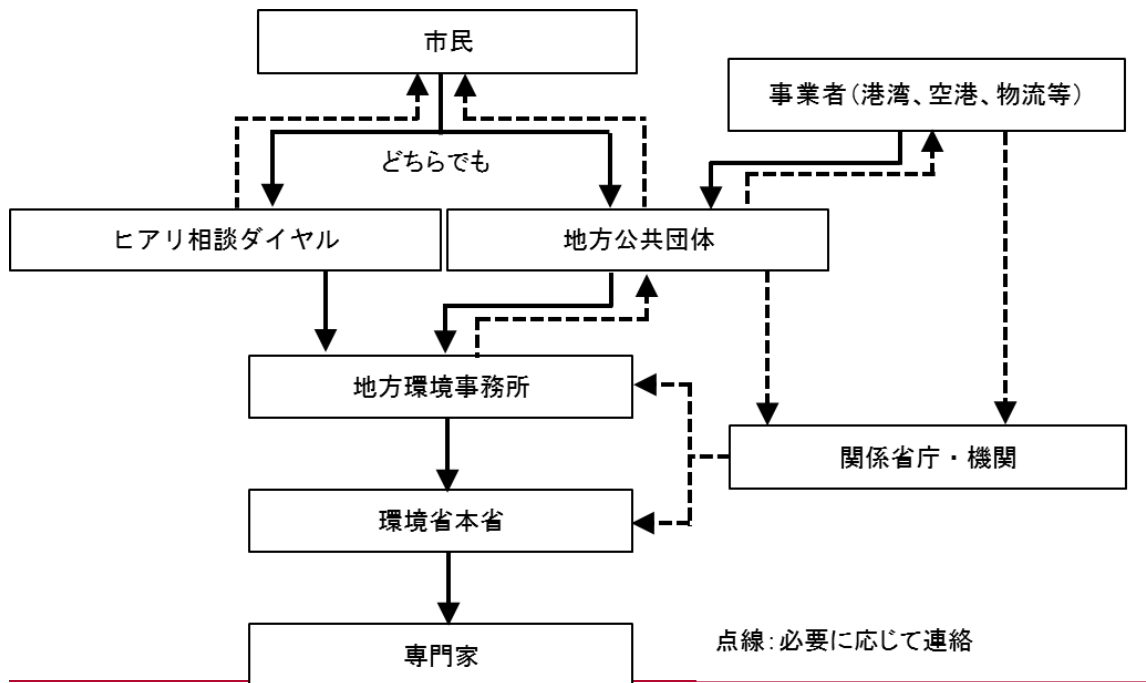 市民
事業者（港湾、空港、物流等）
どちらでも
ヒアリ相談ダイヤル
地方公共団体
地方環境事務所
関係省庁・機関
環境省本省
専門家
点線：必要に応じて連絡